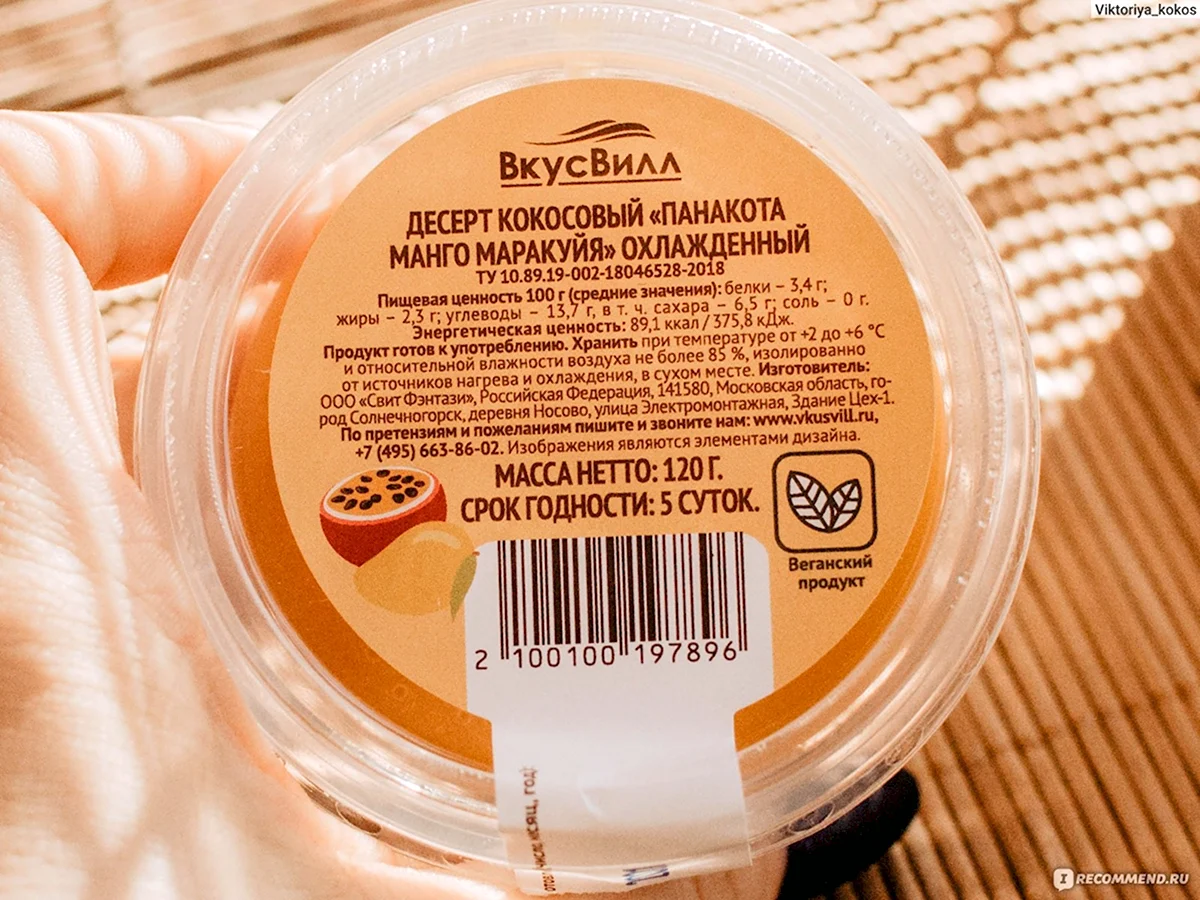 Viktoriya_kokos
ВкусВилл
ДЕСЕРТ КОКОСОВЫЙ «ПАНАКОТА
МАНГО МАРАКУЙЯ» ОХЛАЖДЕННЫЙ
ТУ 10.89.19-002-18046528-2018
Пищевая ценность 100 г (средние значения): белки – 3,4 г;
жиры – 2,3 г; углеводы – 13,7 г, в т. ч. сахара – 6,5 г; соль – 0 г.
Энергетическая ценность: 89,1 ккал / 375,8 кДж.
Продукт готов к употреблению. Хранить при температуре от +2 до +6 °С
и относительной влажности воздуха не более 85 %, изолированно
от источников нагрева и охлаждения, в сухом месте. Изготовитель:
ООО «Свит Фэнтази», Российская Федерация, 141580, Московская область, го-
род Солнечногорск, деревня Носово, улица Электромонтажная, Здание Цех-1.
По претензиям и пожеланиям пишите и звоните нам: www.vkusvill.ru,
+7 (495) 663-86-02. Изображения являются элементами дизайна.
МАССА НЕТТО: 120 Г.
СРОК ГОДНОСТИ: 5 СУТОК.
Веганский
продукт
2 100100 197896
месяц, год):
IRECOMMEND.RU